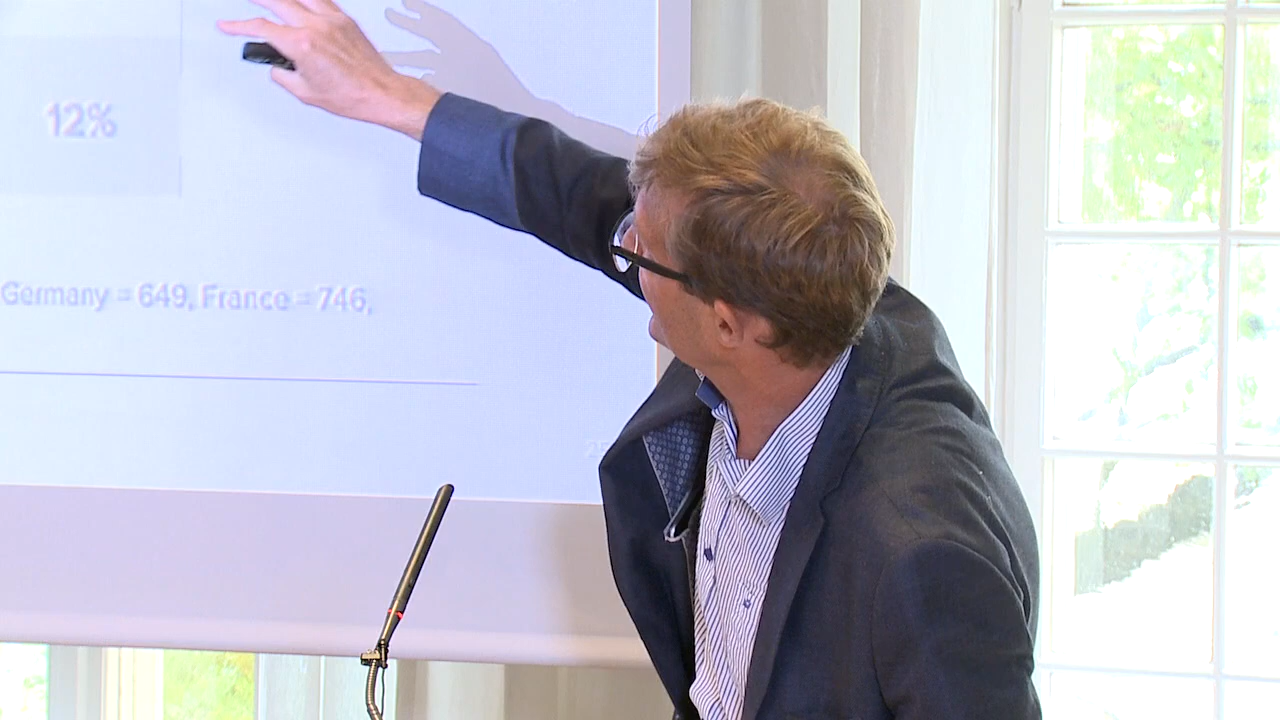 12%
Germany = 649, France = 746,